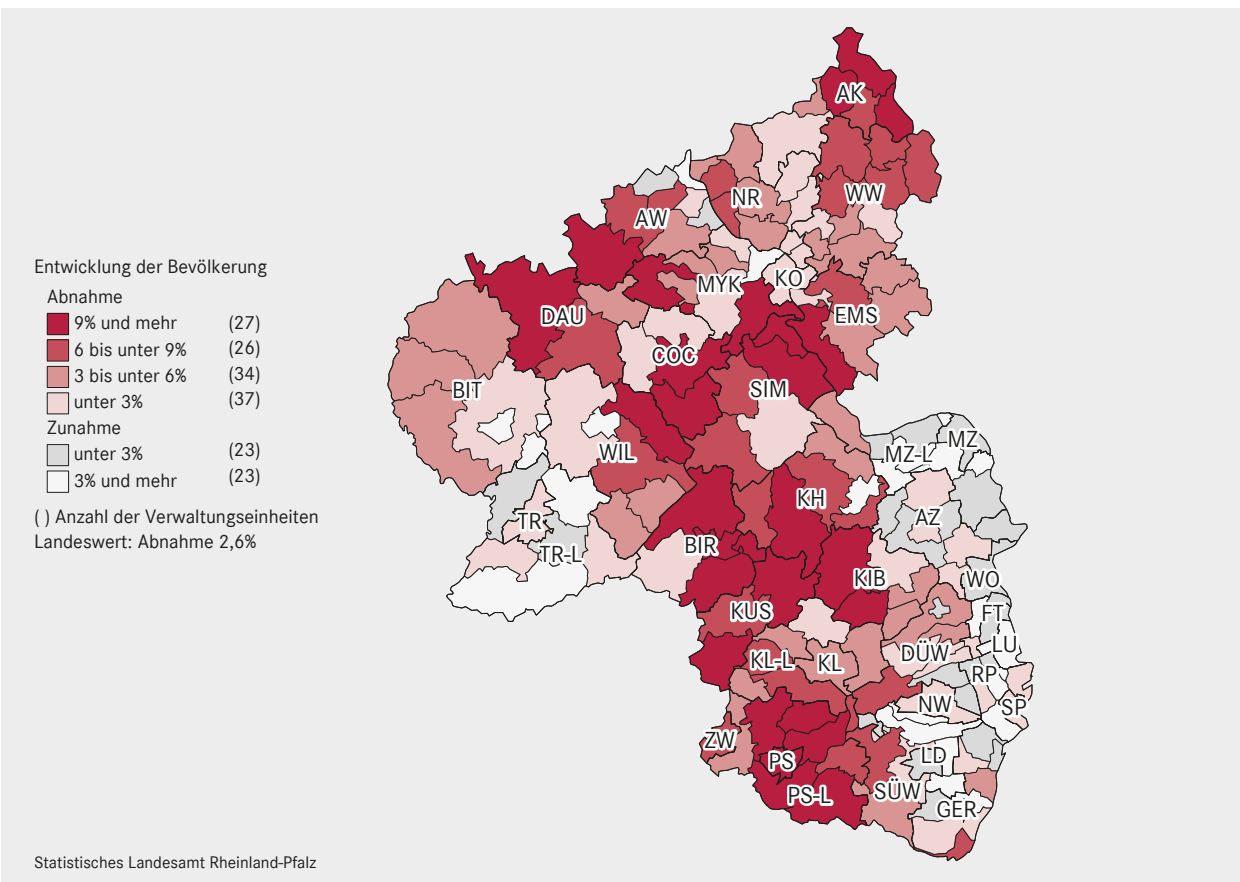 Entwicklung der Bevölkerung
Abnahme
9% und mehr (27)
6 bis unter 9% (26)
3 bis unter 6% (34)
unter 3% (37)
Zunahme
unter 3% (23)
3% und mehr (23)
( ) Anzahl der Verwaltungseinheiten
Landeswert: Abnahme 2,6%
AK
NR
WW
AW
MYK
KO
DAU
EMS
COC
BIT
SIM
WIL
MZ-L
MZ
KH
TR
AZ
TR-L
BIR
KIB
WO
KUS
FT
LU
KL-L
KL
DÜW
RP
NW
SP
ZW
PS
LD
PS-L
SÜW
GER
Statistisches Landesamt Rheinland-Pfalz